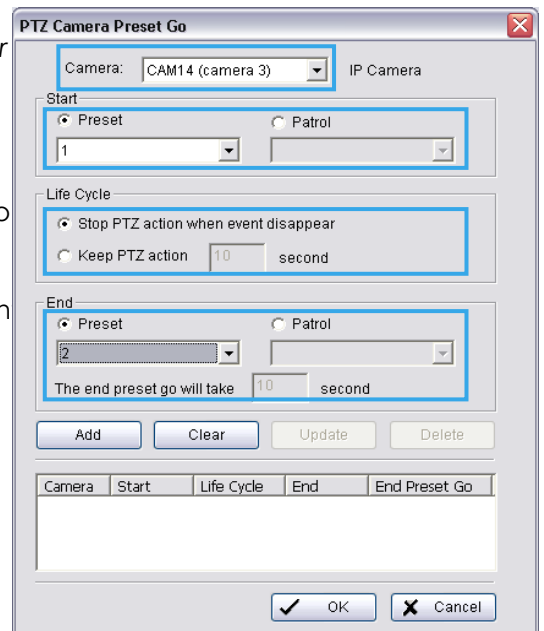 PTZ Camera Preset Go
r
Camera: CAM14 (camera 3) IP Camera
Start
Preset Patrol
1
Life Cycle
o
Stop PTZ action when event disappear
Keep PTZ action 10 second
n
End
Preset Patrol
2
The end preset go will take 10 second
Add Clear Update Delete
Camera Start Life Cycle End End Preset Go
OK Cancel